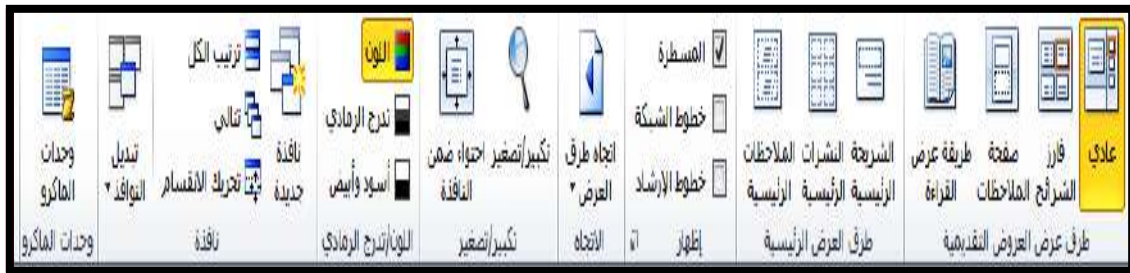 عادي
فارز الشرائح
صفحة الملاحظات
طريقة عرض القراءة
طرق عرض العروض التقديمية
الشريحة الرئيسية
النشرات الرئيسية
الملاحظات الرئيسية
طرق العرض الرئيسية
المسطرة
خطوط الشبكة
خطوط الإرشاد
إظهار
اتجاه طرق العرض
الاتجاه
تكبير/تصغير
احتواء ضمن النافذة
تكبير/تصغير
اللون
تدرج الرمادي
أسود وأبيض
اللون/تدرج الرمادي
نافذة جديدة
ترتيب الكل
تتالي
تحريك الانقسام
تبديل النوافذ
نافذة
وحدات الماكرو
وحدات الماكرو